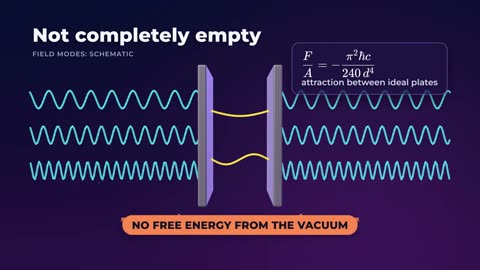 Not completely empty
FIELD MODES: SCHEMATIC
F/A = −π²ħc/240 d⁴
attraction between ideal plates
NO FREE ENERGY FROM THE VACUUM